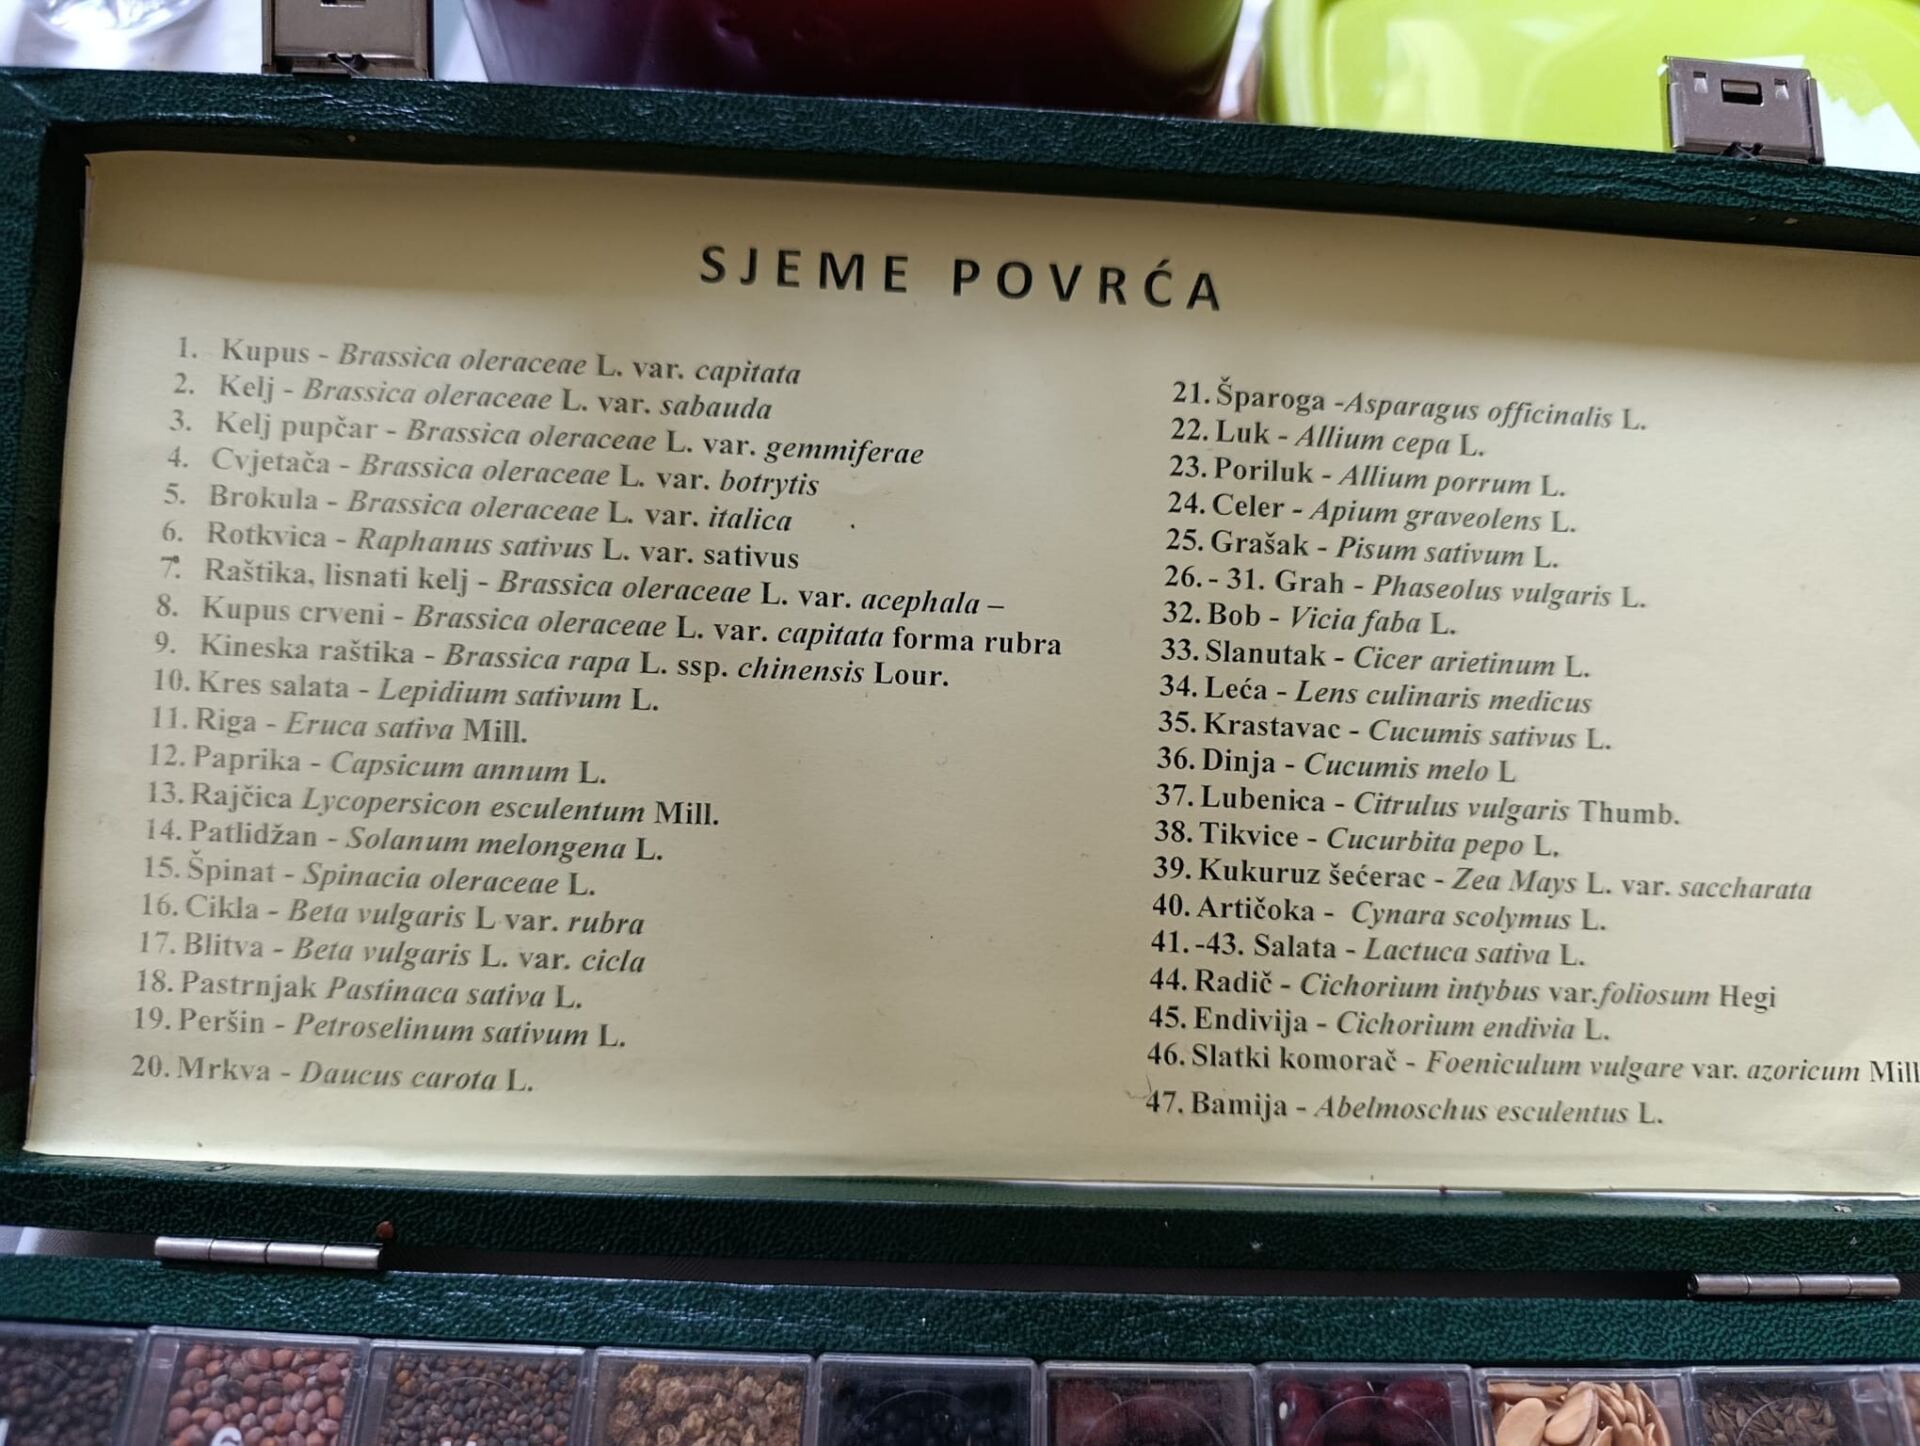 SJEME POVRĆA
1. Kupus - Brassica oleraceae L. var. capitata
2. Kelj - Brassica oleraceae L. var. sabauda
3. Kelj pupčar - Brassica oleraceae L. var. gemmiferae
4. Cvjetača - Brassica oleraceae L. var. botrytis
5. Brokula - Brassica oleraceae L. var. italica
6. Rotkvica - Raphanus sativus L. var. sativus
7. Raštika, lisnati kelj - Brassica oleraceae L. var. acephala –
8. Kupus crveni - Brassica oleraceae L. var. capitata forma rubra
9. Kineska raštika - Brassica rapa L. ssp. chinensis Lour.
10. Kres salata - Lepidium sativum L.
11. Riga - Eruca sativa Mill.
12. Paprika - Capsicum annum L.
13. Rajčica Lycopersicon esculentum Mill.
14. Patlidžan - Solanum melongena L.
15. Špinat - Spinacia oleraceae L.
16. Cikla - Beta vulgaris L var. rubra
17. Blitva - Beta vulgaris L. var. cicla
18. Pastrnjak Pastinaca sativa L.
19. Peršin - Petroselinum sativum L.
20. Mrkva - Daucus carota L.
21. Šparoga -Asparagus officinalis L.
22. Luk - Allium cepa L.
23. Poriluk - Allium porrum L.
24. Celer - Apium graveolens L.
25. Grašak - Pisum sativum L.
26.- 31. Grah - Phaseolus vulgaris L.
32. Bob - Vicia faba L.
33. Slanutak - Cicer arietinum L.
34. Leća - Lens culinaris medicus
35. Krastavac - Cucumis sativus L.
36. Dinja - Cucumis melo L
37. Lubenica - Citrulus vulgaris Thumb.
38. Tikvice - Cucurbita pepo L.
39. Kukuruz šećerac - Zea Mays L. var. saccharata
40. Artičoka - Cynara scolymus L.
41.-43. Salata - Lactuca sativa L.
44. Radič - Cichorium intybus var.foliosum Hegi
45. Endivija - Cichorium endivia L.
46. Slatki komorač - Foeniculum vulgare var. azoricum Mill
47. Bamija - Abelmoschus esculentus L.